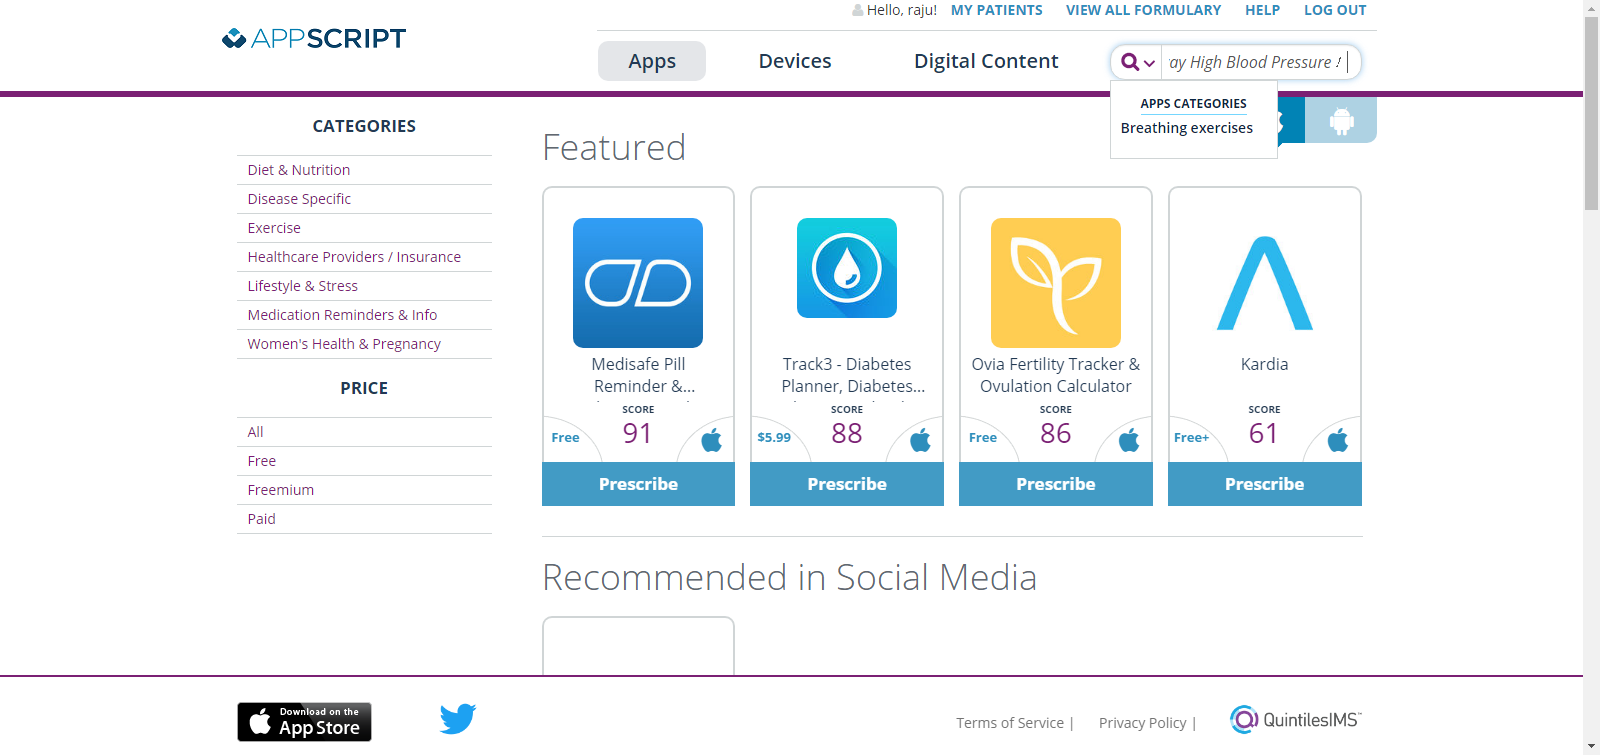 Hello, raju! MY PATIENTS VIEW ALL FORMULARY HELP LOG OUT
APPSCRIPT
Apps Devices Digital Content
ay High Blood Pressure
APPS CATEGORIES
Breathing exercises
CATEGORIES
Diet & Nutrition
Disease Specific
Exercise
Healthcare Providers / Insurance
Lifestyle & Stress
Medication Reminders & Info
Women's Health & Pregnancy
PRICE
All
Free
Freemium
Paid
Featured
Medisafe Pill
Reminder &...
SCORE
Free 91
Prescribe
Track3 - Diabetes
Planner, Diabetes...
SCORE
$5.99 88
Prescribe
Ovia Fertility Tracker &
Ovulation Calculator
SCORE
Free 86
Prescribe
Kardia
SCORE
Free+ 61
Prescribe
Recommended in Social Media
Download on the
App Store
Terms of Service | Privacy Policy |
QuintilesIMS™